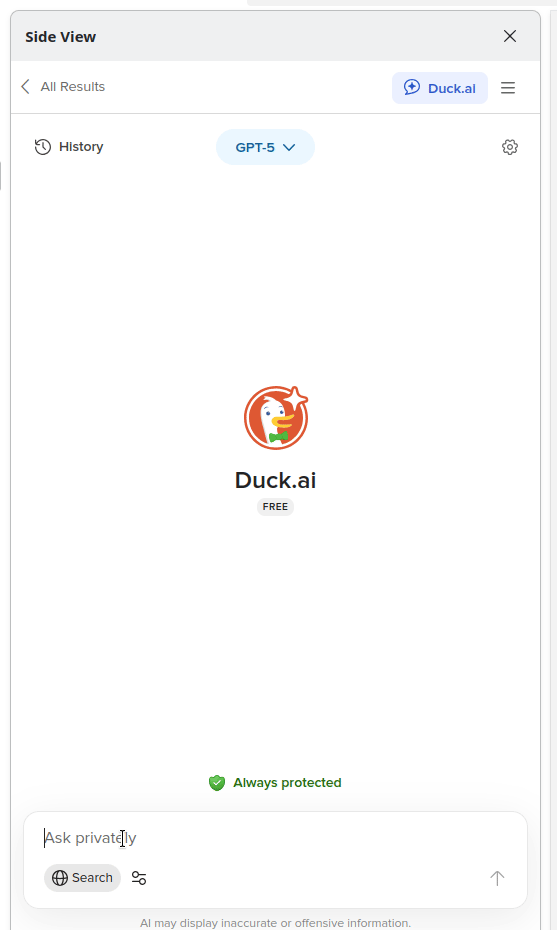 Side View
All Results
Duck.ai
History
GPT-5
Duck.ai
FREE
Always protected
Ask privately
Search
AI may display inaccurate or offensive information.